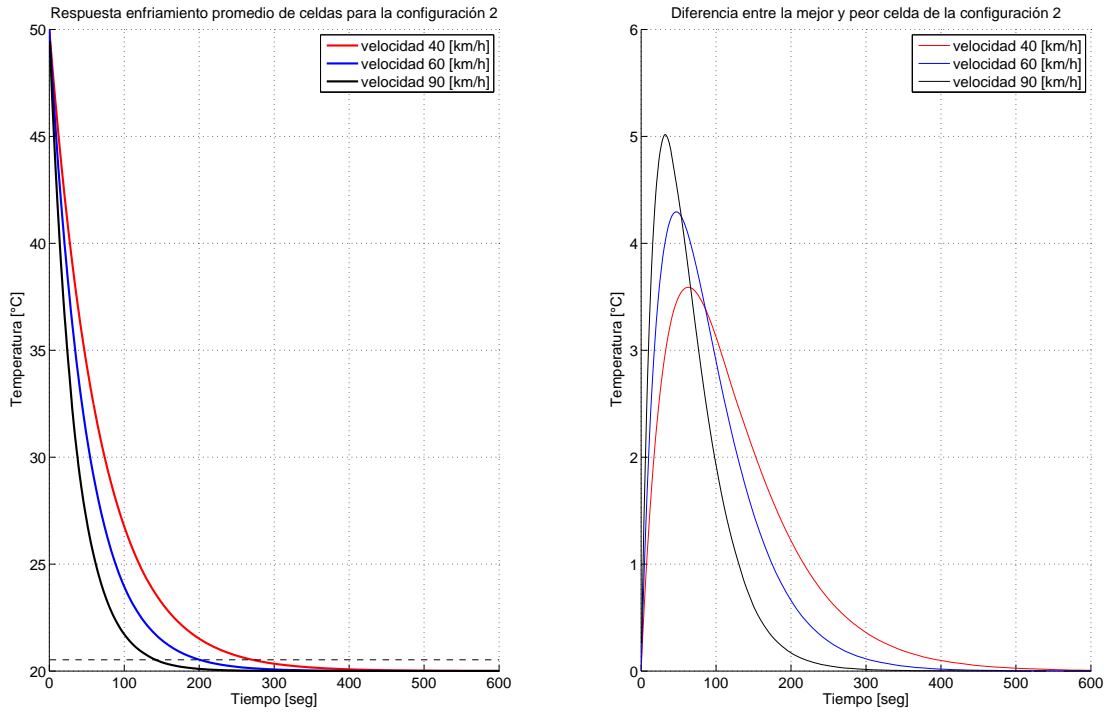 Respuesta enfriamiento promedio de celdas para la configuración 2
50
45
40
35
30
25
20
Temperatura [°C]
velocidad 40 [km/h]
velocidad 60 [km/h]
velocidad 90 [km/h]
0
100
200
300
400
500
600
Tiempo [seg]
Diferencia entre la mejor y peor celda de la configuración 2
6
5
4
3
2
1
0
Temperatura [°C]
velocidad 40 [km/h]
velocidad 60 [km/h]
velocidad 90 [km/h]
0
100
200
300
400
500
600
Tiempo [seg]